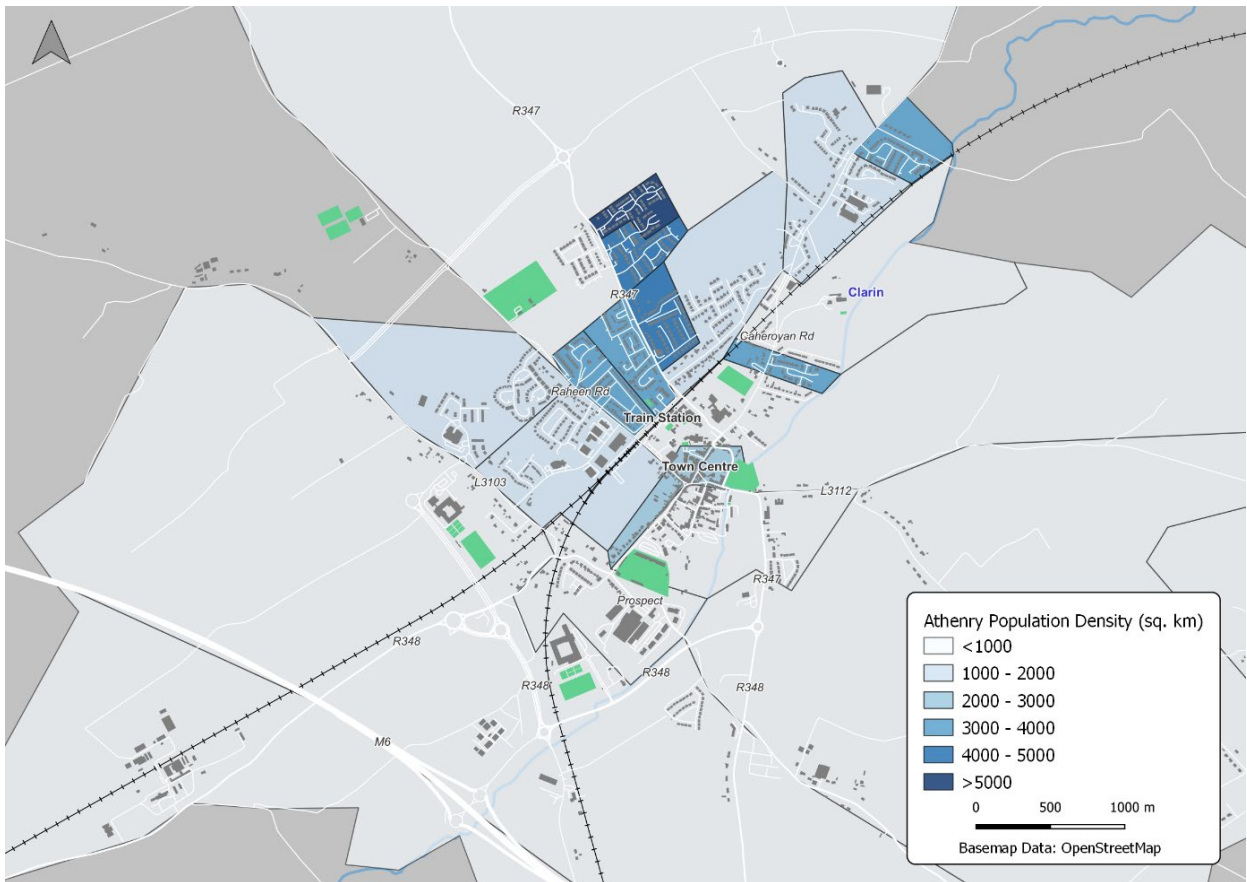 R347
Clarin
R347
Caheroyan Rd
Raheen Rd
Train Station
Town Centre
L3103
L3112
R347
Prospect
R348
R348
R348
R348
M6
Athenry Population Density (sq. km)
<1000
1000 - 2000
2000 - 3000
3000 - 4000
4000 - 5000
>5000
0 500 1000 m
Basemap Data: OpenStreetMap